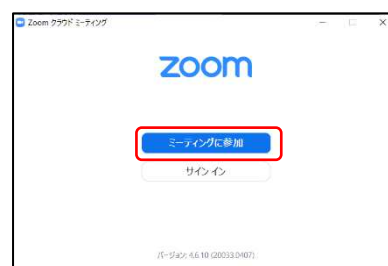 Zoom クラウド ミーティング
zoom
ミーティングに参加
サイン イン
バージョン: 4.6.10 (20033.0407)